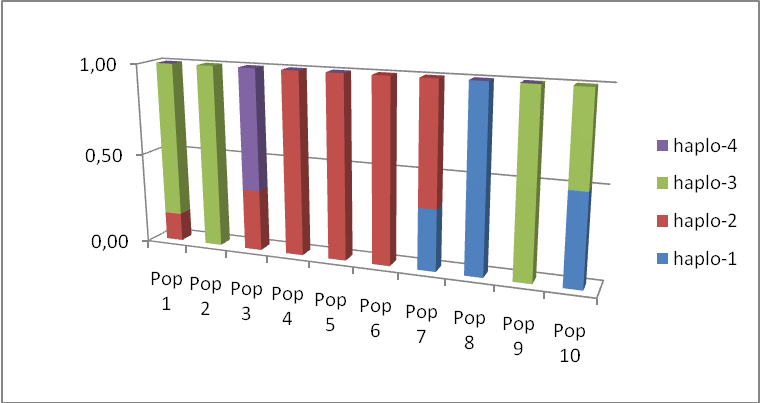 1,00
0,50
0,00
Pop 1
Pop 2
Pop 3
Pop 4
Pop 5
Pop 6
Pop 7
Pop 8
Pop 9
Pop 10
haplo-4
haplo-3
haplo-2
haplo-1